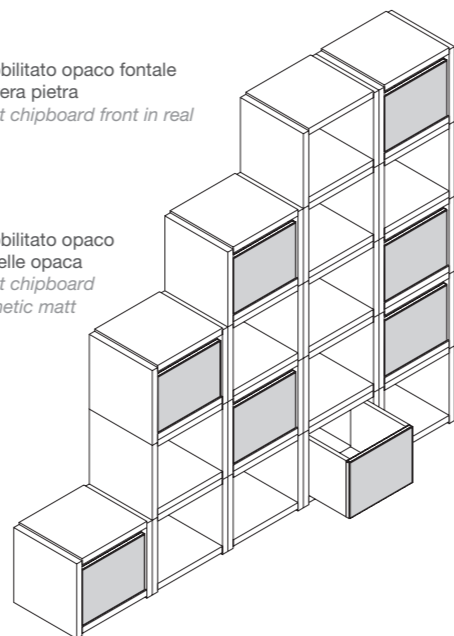 bilitato opaco fontale
era pietra
t chipboard front in real
bilitato opaco
elle opaca
t chipboard
netic matt